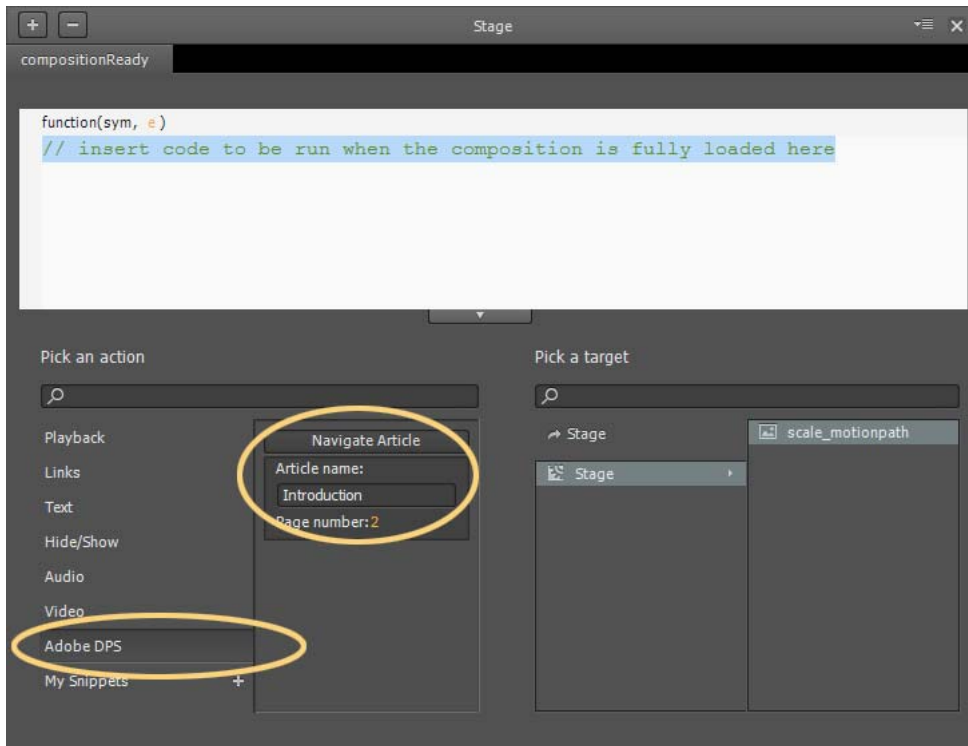 Stage
compositionReady
function(sym, e)
// insert code to be run when the composition is fully loaded here
Pick an action
Playback
Links
Text
Hide/Show
Audio
Video
Adobe DPS
My Snippets +
Navigate Article
Article name:
Introduction
Page number:2
Pick a target
Stage
Stage
scale_motionpath